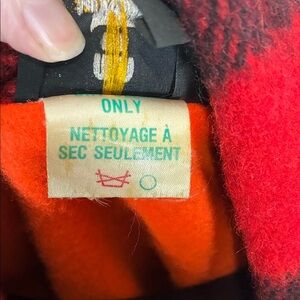 ONLY
NETTOYAGE À
SEC SEULEMENT